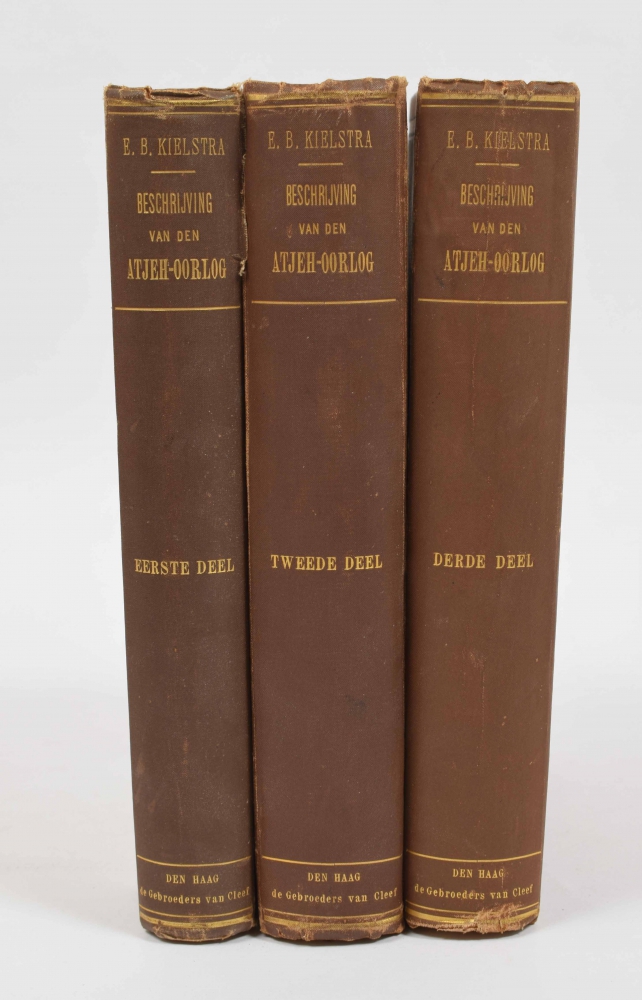 E. B. KIELSTRA
BESCHRIJVING
VAN DEN
ATJEH-OORLOG
EERSTE DEEL
DEN HAAG
de Gebroeders van Cleef
E. B. KIELSTRA
BESCHRIJVING
VAN DEN
ATJEH-OORLOG
TWEEDE DEEL
DEN HAAG
de Gebroeders van Cleef
E. B. KIELSTRA
BESCHRIJVING
VAN DEN
ATJEH-OORLOG
DERDE DEEL
DEN HAAG
de Gebroeders van Cleef